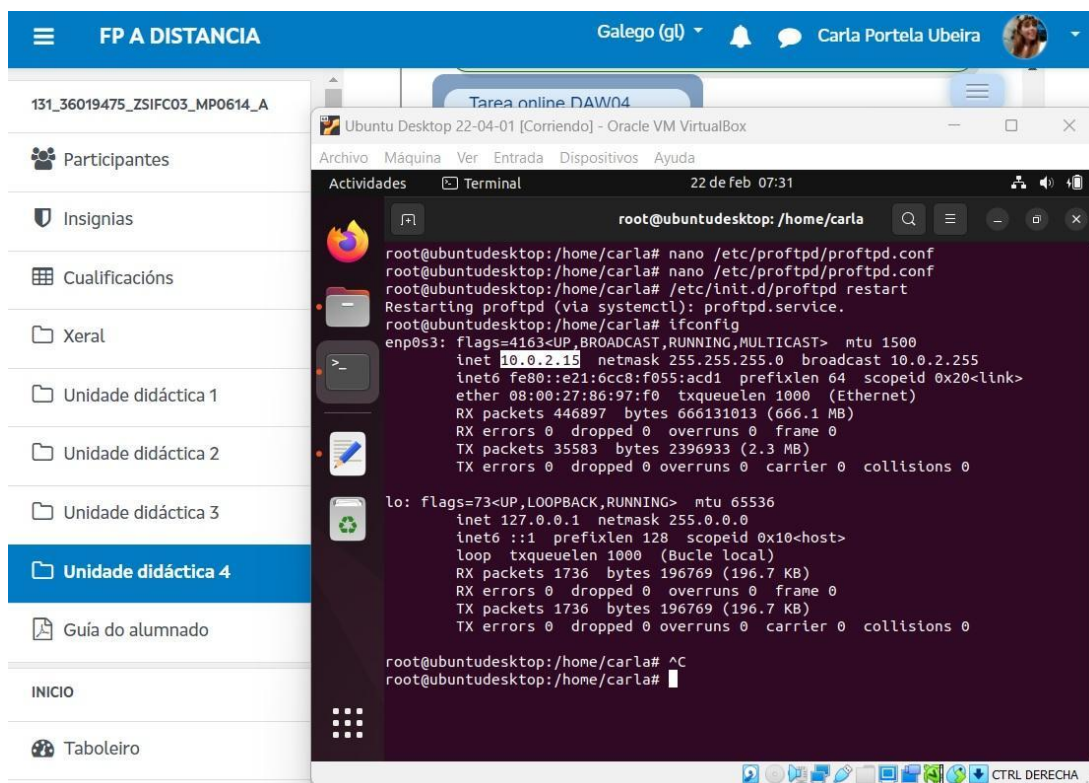 FP A DISTANCIA
Galego (gl)
Carla Portela Ubeira
131_36019475_ZSIFC03_MP0614_A
Participantes
Insignias
Cualificacións
Xeral
Unidade didáctica 1
Unidade didáctica 2
Unidade didáctica 3
Unidade didáctica 4
Guía do alumnado
INICIO
Taboleiro
Tarea online DAW04
Ubuntu Desktop 22-04-01 [Corriendo] - Oracle VM VirtualBox
Archivo Máquina Ver Entrada Dispositivos Ayuda
Actividades Terminal 22 de feb 07:31
root@ubuntudesktop: /home/carla
root@ubuntudesktop:/home/carla# nano /etc/proftpd/proftpd.conf
root@ubuntudesktop:/home/carla# nano /etc/proftpd/proftpd.conf
root@ubuntudesktop:/home/carla# /etc/init.d/proftpd restart
Restarting proftpd (via systemctl): proftpd.service.
root@ubuntudesktop:/home/carla# ifconfig
enp0s3: flags=4163<UP,BROADCAST,RUNNING,MULTICAST> mtu 1500
inet 10.0.2.15 netmask 255.255.255.0 broadcast 10.0.2.255
inet6 fe80::e21:6cc8:f055:acd1 prefixlen 64 scopeid 0x20<link>
ether 08:00:27:86:97:f0 txqueuelen 1000 (Ethernet)
RX packets 446897 bytes 666131013 (666.1 MB)
RX errors 0 dropped 0 overruns 0 frame 0
TX packets 35583 bytes 2396933 (2.3 MB)
TX errors 0 dropped 0 overruns 0 carrier 0 collisions 0
lo: flags=73<UP,LOOPBACK,RUNNING> mtu 65536
inet 127.0.0.1 netmask 255.0.0.0
inet6 ::1 prefixlen 128 scopeid 0x10<host>
loop txqueuelen 1000 (Bucle local)
RX packets 1736 bytes 196769 (196.7 KB)
RX errors 0 dropped 0 overruns 0 frame 0
TX packets 1736 bytes 196769 (196.7 KB)
TX errors 0 dropped 0 overruns 0 carrier 0 collisions 0
root@ubuntudesktop:/home/carla# ^C
root@ubuntudesktop:/home/carla#
CTRL DERECHA